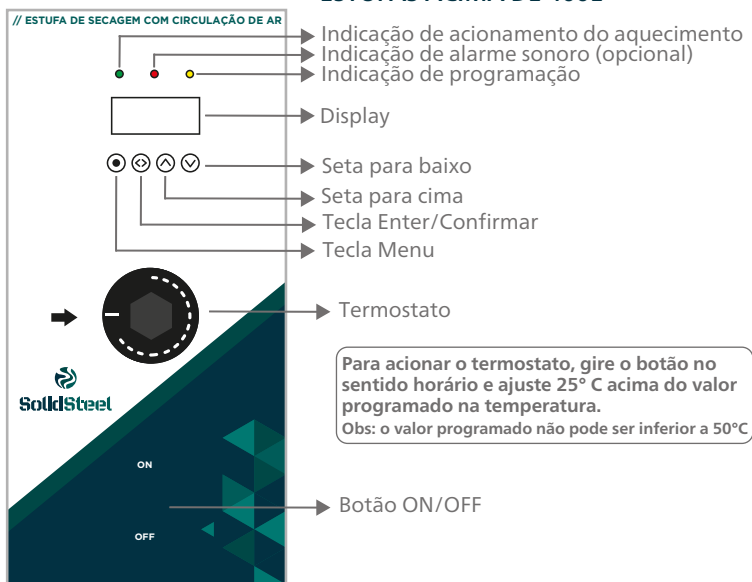 // ESTUFA DE SECAGEM COM CIRCULAÇÃO DE AR
Indicação de acionamento do aquecimento
Indicação de alarme sonoro (opcional)
Indicação de programação
Display
Seta para baixo
Seta para cima
Tecla Enter/Confirmar
Tecla Menu
Termostato
SolidSteel
Para acionar o termostato, gire o botão no
sentido horário e ajuste 25° C acima do valor
programado na temperatura.
Obs: o valor programado não pode ser inferior a 50°C
ON
Botão ON/OFF
OFF